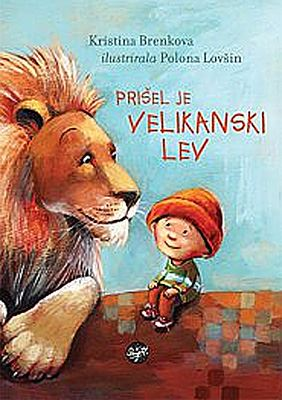 Kristina Brenkova
ilustrirala Polona Lovšin
PRIŠEL JE
VELIKANSKI
LEV